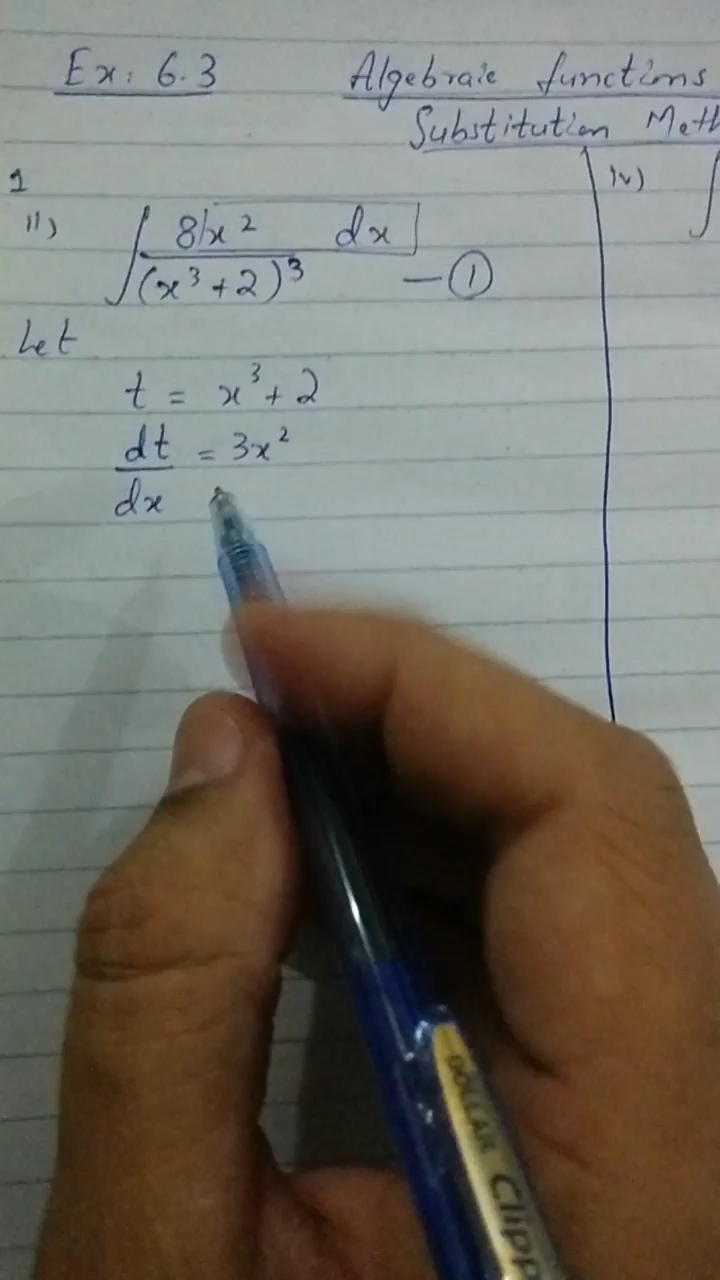 Ex: 6.3
Algebraic functions
Substitution Meth
1
ii) ∫ 8x² dx
(x³+2)³ — ①
Let
t = x³ + 2
dt = 3x²
dx
iv) ∫
DOLLAR Clipp